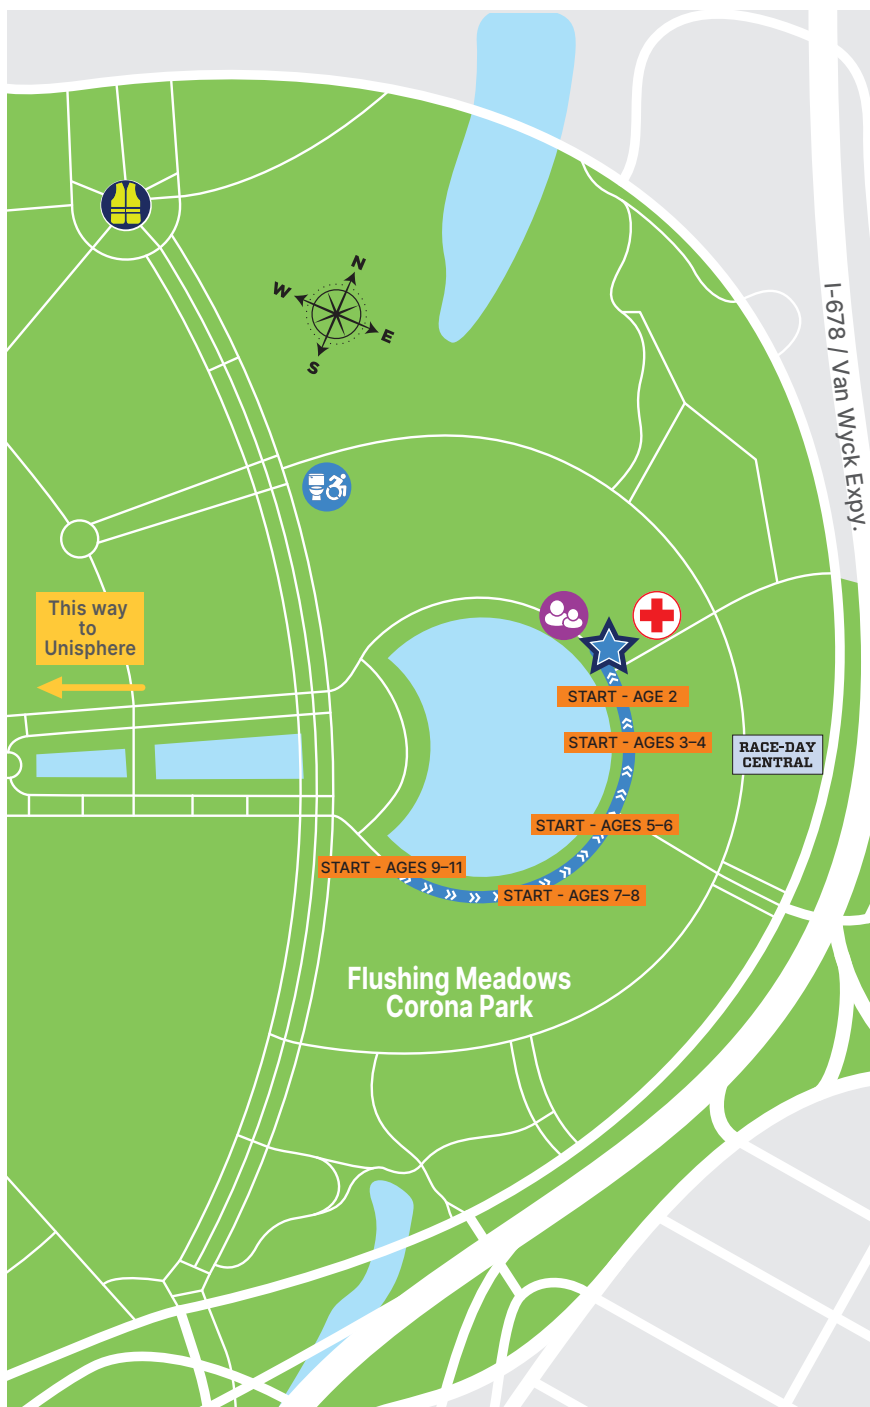 N
W
E
S
I-678 / Van Wyck Expy.
This way
to
Unisphere
START - AGE 2
START - AGES 3–4
RACE-DAY
CENTRAL
START - AGES 5–6
START - AGES 9–11
START - AGES 7–8
Flushing Meadows
Corona Park